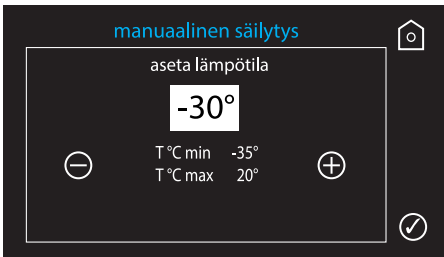 manuaalinen säilytys
aseta lämpötila
-30°
T °C min -35°
T °C max 20°